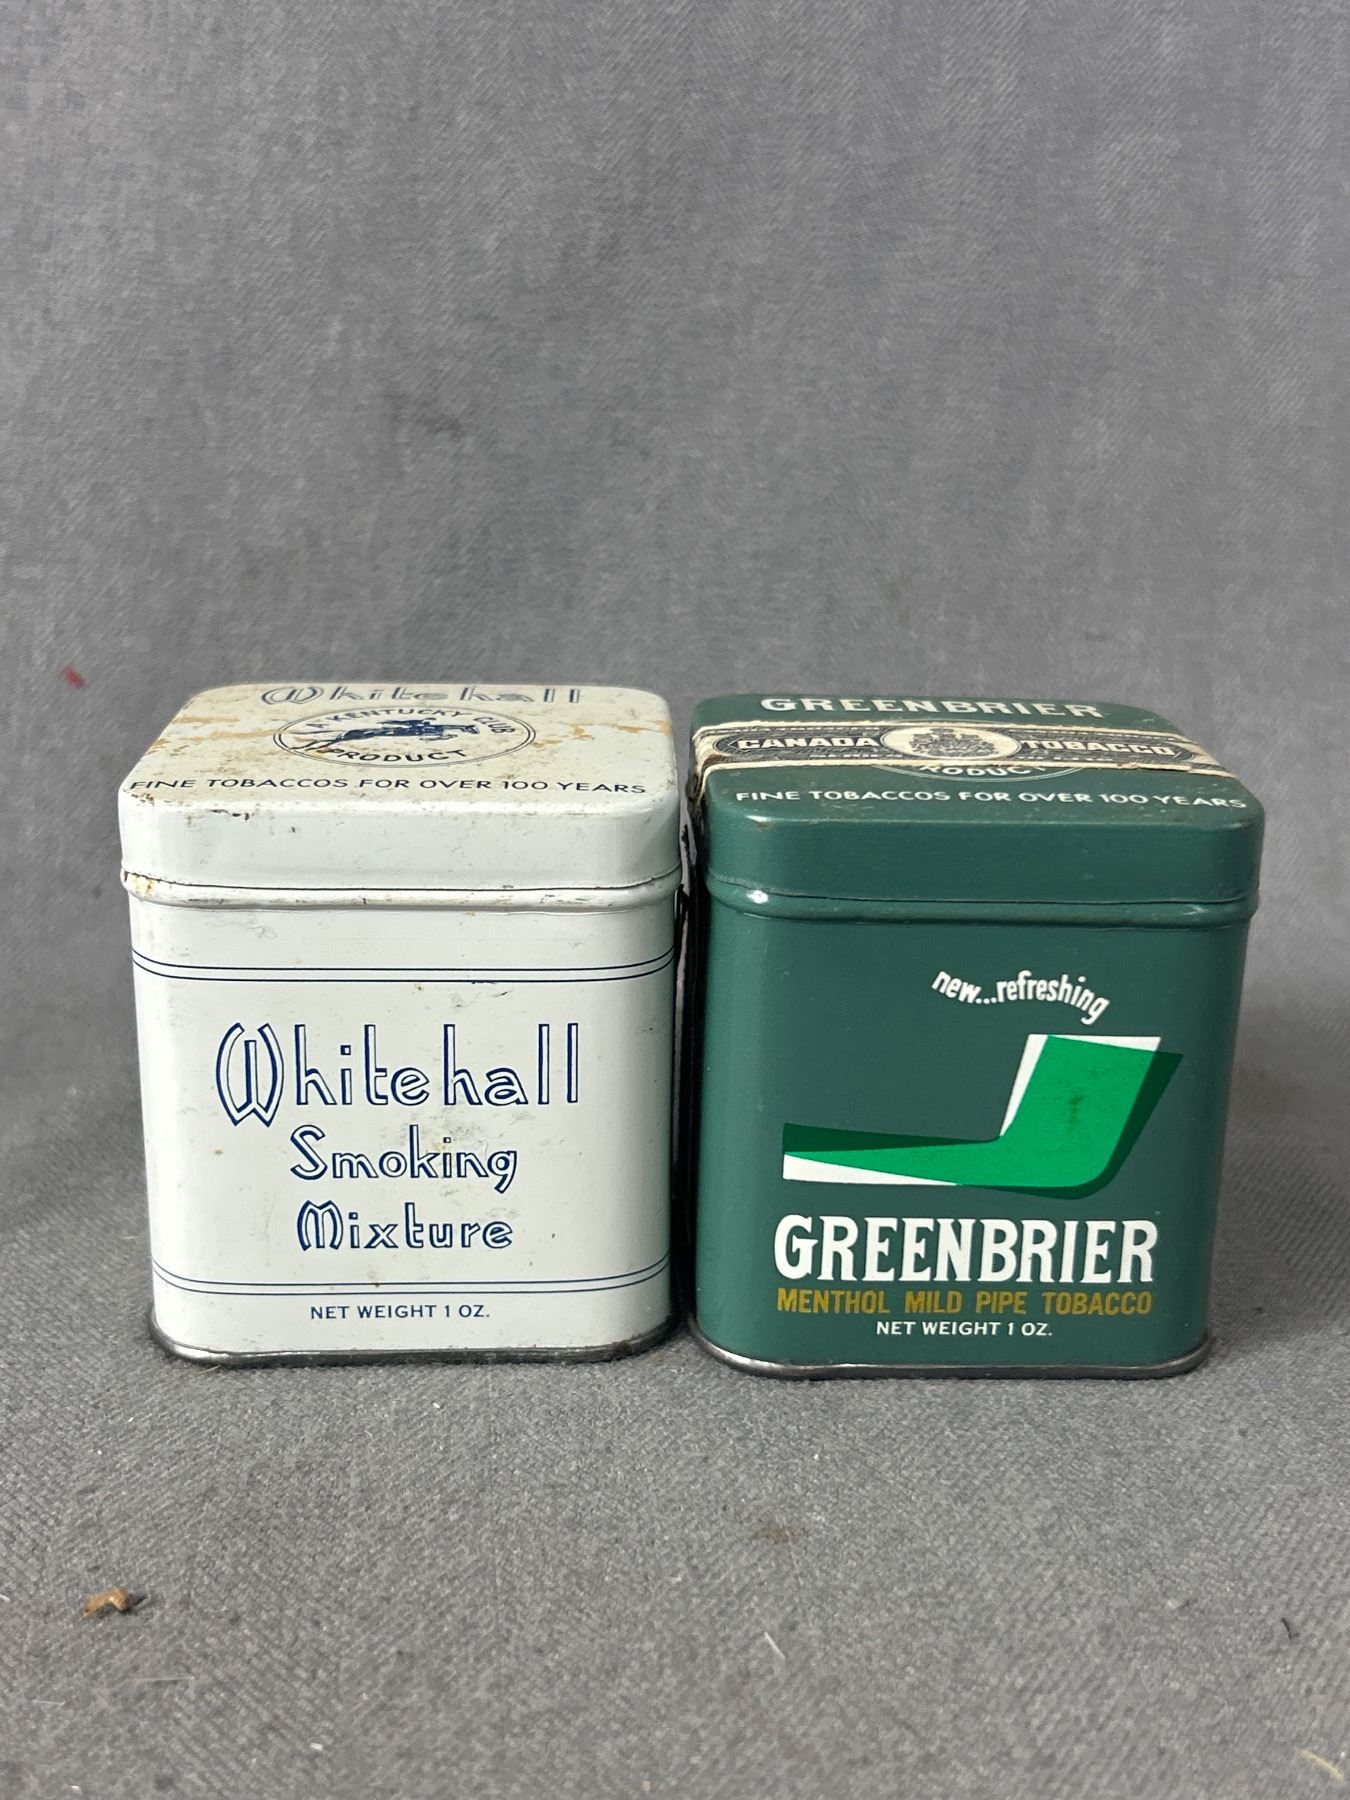 Whitehall
A KENTUCKY CLUB
PRODUCT
FINE TOBACCOS FOR OVER 100 YEARS
Whitehall
Smoking
Mixture
NET WEIGHT 1 OZ.
GREENBRIER
CANADA TOBACCO
PRODUCT
FINE TOBACCOS FOR OVER 100 YEARS
new...refreshing
GREENBRIER
MENTHOL MILD PIPE TOBACCO
NET WEIGHT 1 OZ.